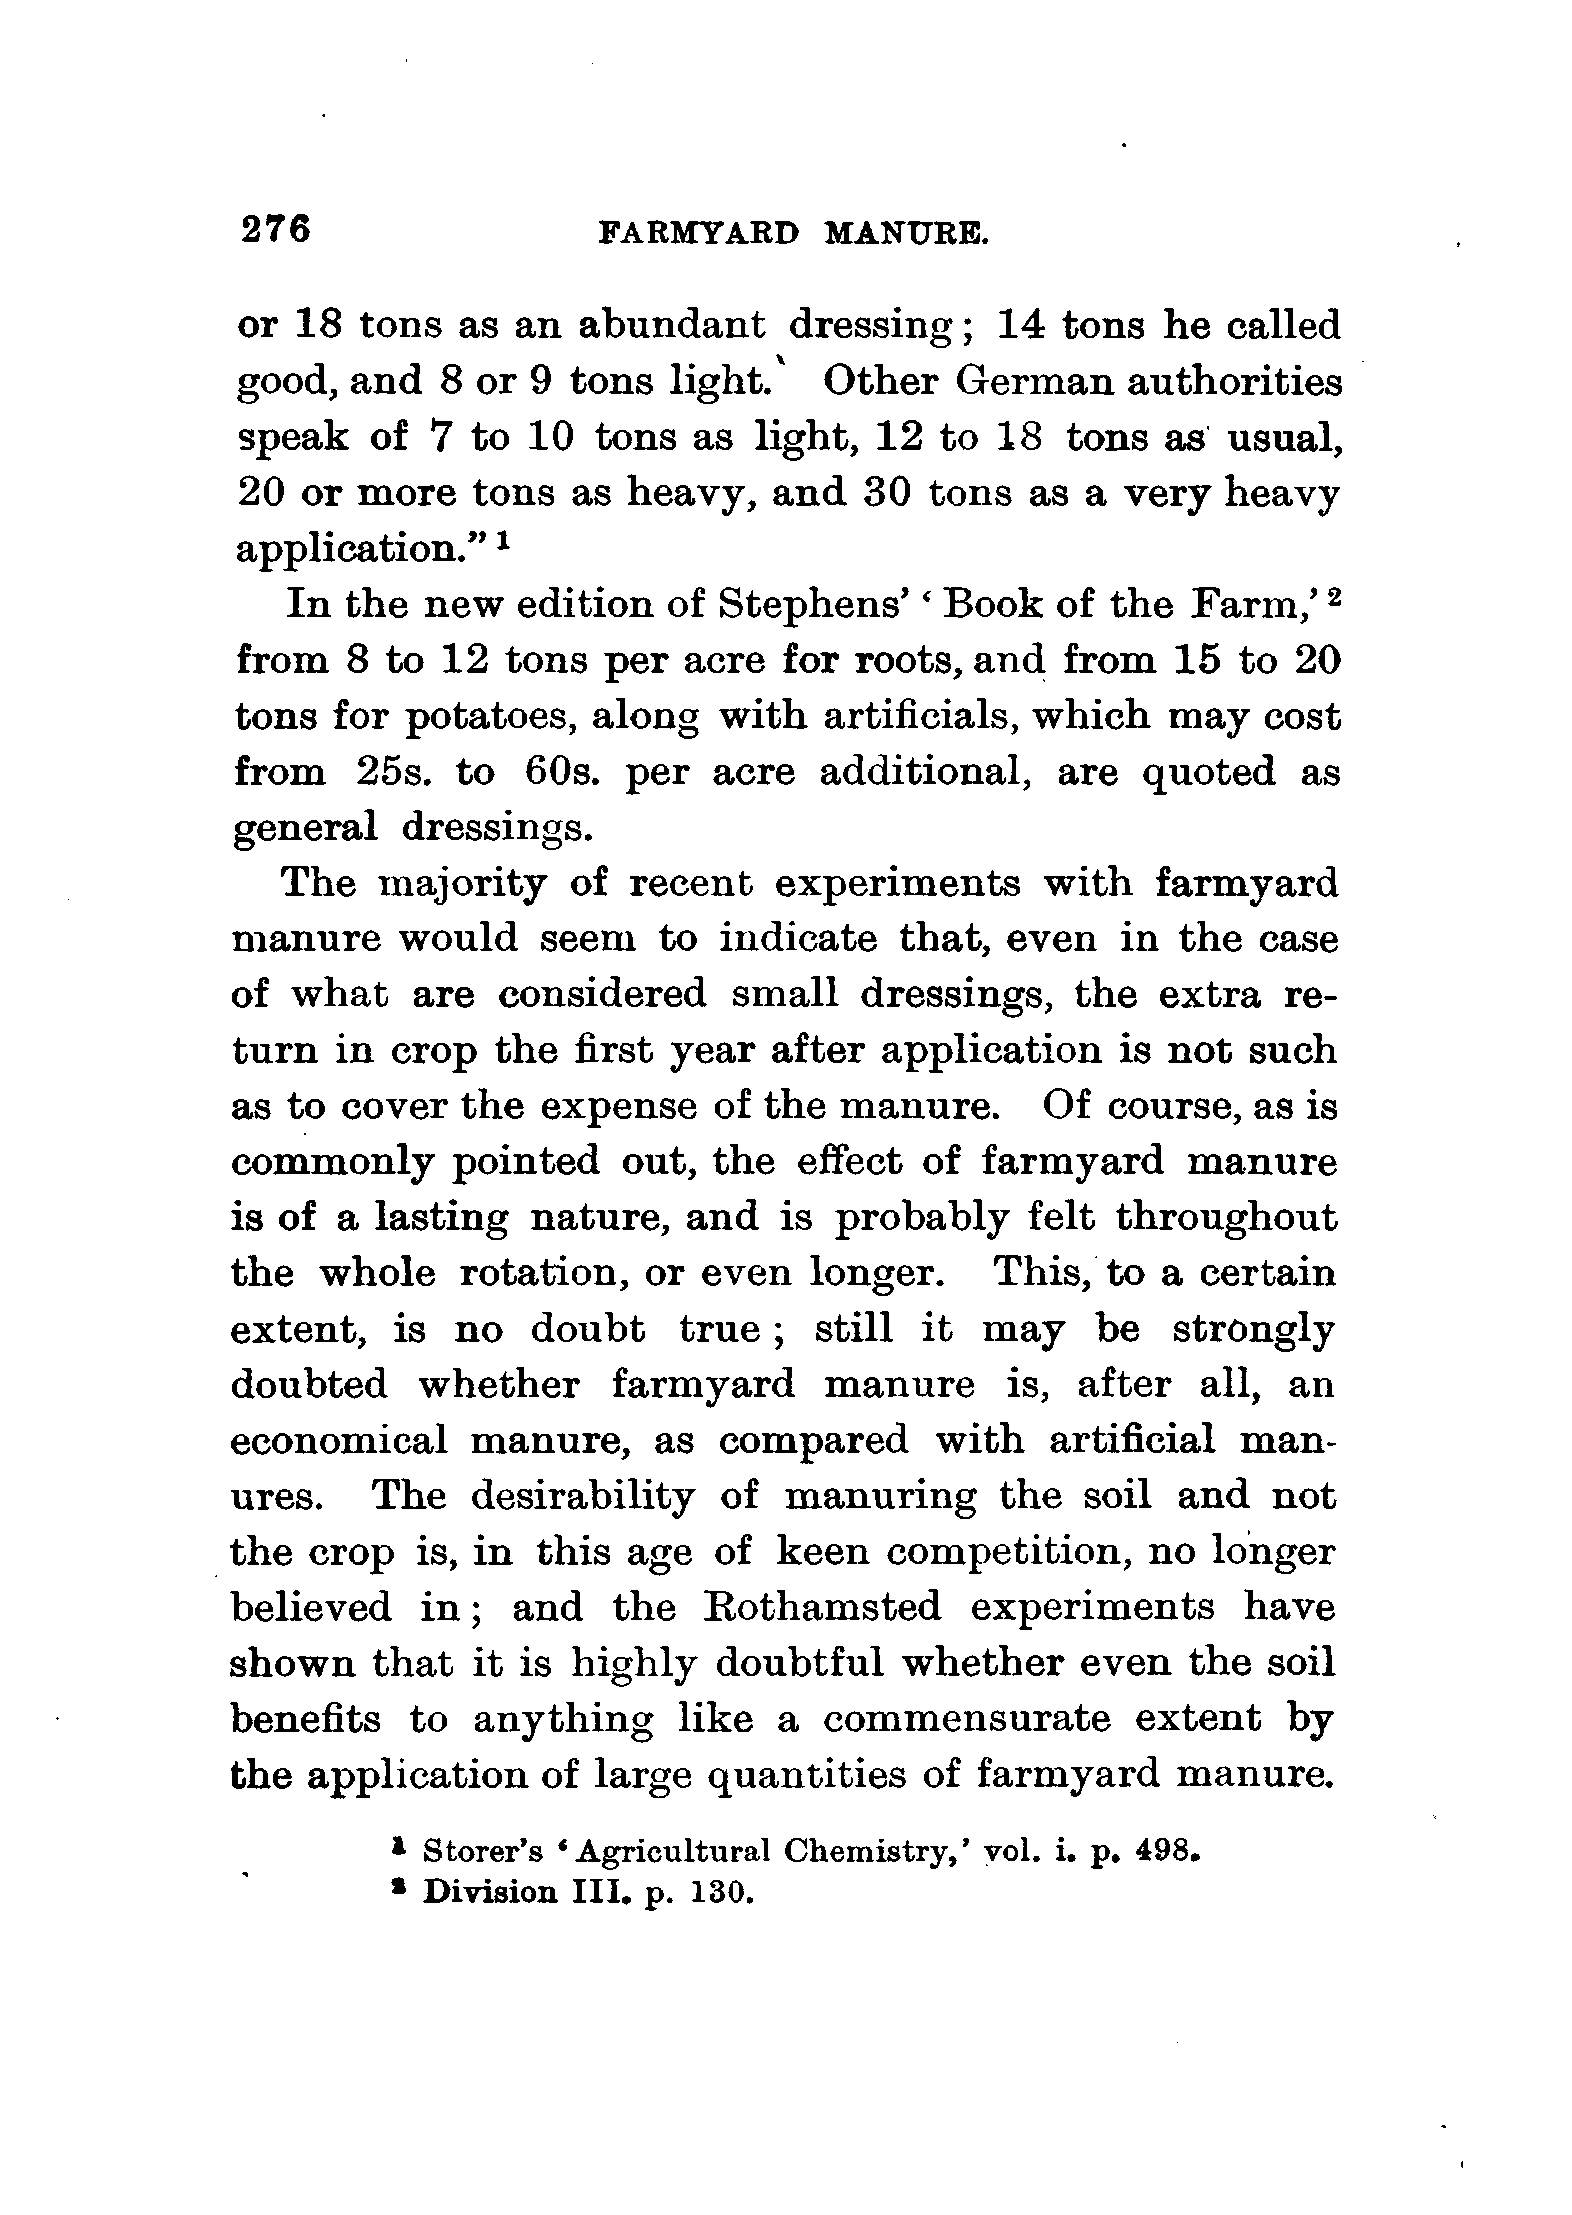 276 FARMYARD MANURE.
or 18 tons as an abundant dressing; 14 tons he called
good, and 8 or 9 tons light. Other German authorities
speak of 7 to 10 tons as light, 12 to 18 tons as usual,
20 or more tons as heavy, and 30 tons as a very heavy
application." 1
In the new edition of Stephens' 'Book of the Farm,' 2
from 8 to 12 tons per acre for roots, and from 15 to 20
tons for potatoes, along with artificials, which may cost
from 25s. to 60s. per acre additional, are quoted as
general dressings.
The majority of recent experiments with farmyard
manure would seem to indicate that, even in the case
of what are considered small dressings, the extra re-
turn in crop the first year after application is not such
as to cover the expense of the manure. Of course, as is
commonly pointed out, the effect of farmyard manure
is of a lasting nature, and is probably felt throughout
the whole rotation, or even longer. This, to a certain
extent, is no doubt true; still it may be strongly
doubted whether farmyard manure is, after all, an
economical manure, as compared with artificial man-
ures. The desirability of manuring the soil and not
the crop is, in this age of keen competition, no longer
believed in; and the Rothamsted experiments have
shown that it is highly doubtful whether even the soil
benefits to anything like a commensurate extent by
the application of large quantities of farmyard manure.
1 Storer's 'Agricultural Chemistry,' vol. i. p. 498.
2 Division III. p. 130.